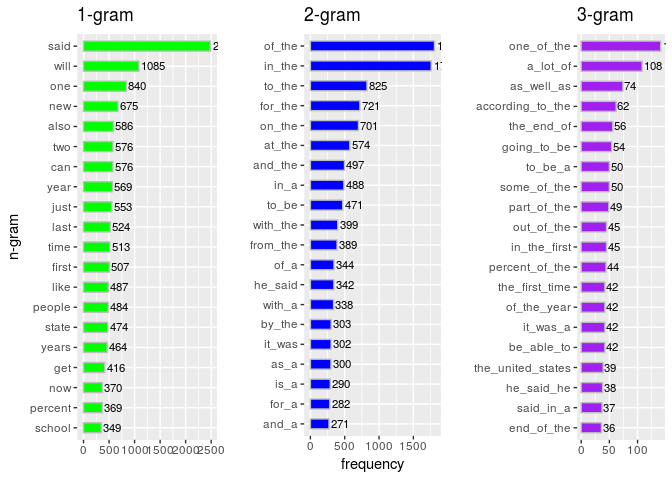 1-gram
2-gram
3-gram
n-gram
said 2
will 1085
one 840
new 675
also 586
two 576
can 576
year 569
just 553
last 524
time 513
first 507
like 487
people 484
state 474
years 464
get 416
now 370
percent 369
school 349
0 500 1000 1500 2000 2500
of_the 1
in_the 17
to_the 825
for_the 721
on_the 701
at_the 574
and_the 497
in_a 488
to_be 471
with_the 399
from_the 389
of_a 344
he_said 342
with_a 338
by_the 303
it_was 302
as_a 300
is_a 290
for_a 282
and_a 271
0 500 1000 1500
frequency
one_of_the
a_lot_of 108
as_well_as 74
according_to_the 62
the_end_of 56
going_to_be 54
to_be_a 50
some_of_the 50
part_of_the 49
out_of_the 45
in_the_first 45
percent_of_the 44
the_first_time 42
of_the_year 42
it_was_a 42
be_able_to 42
the_united_states 39
he_said_he 38
said_in_a 37
end_of_the 36
0 50 100